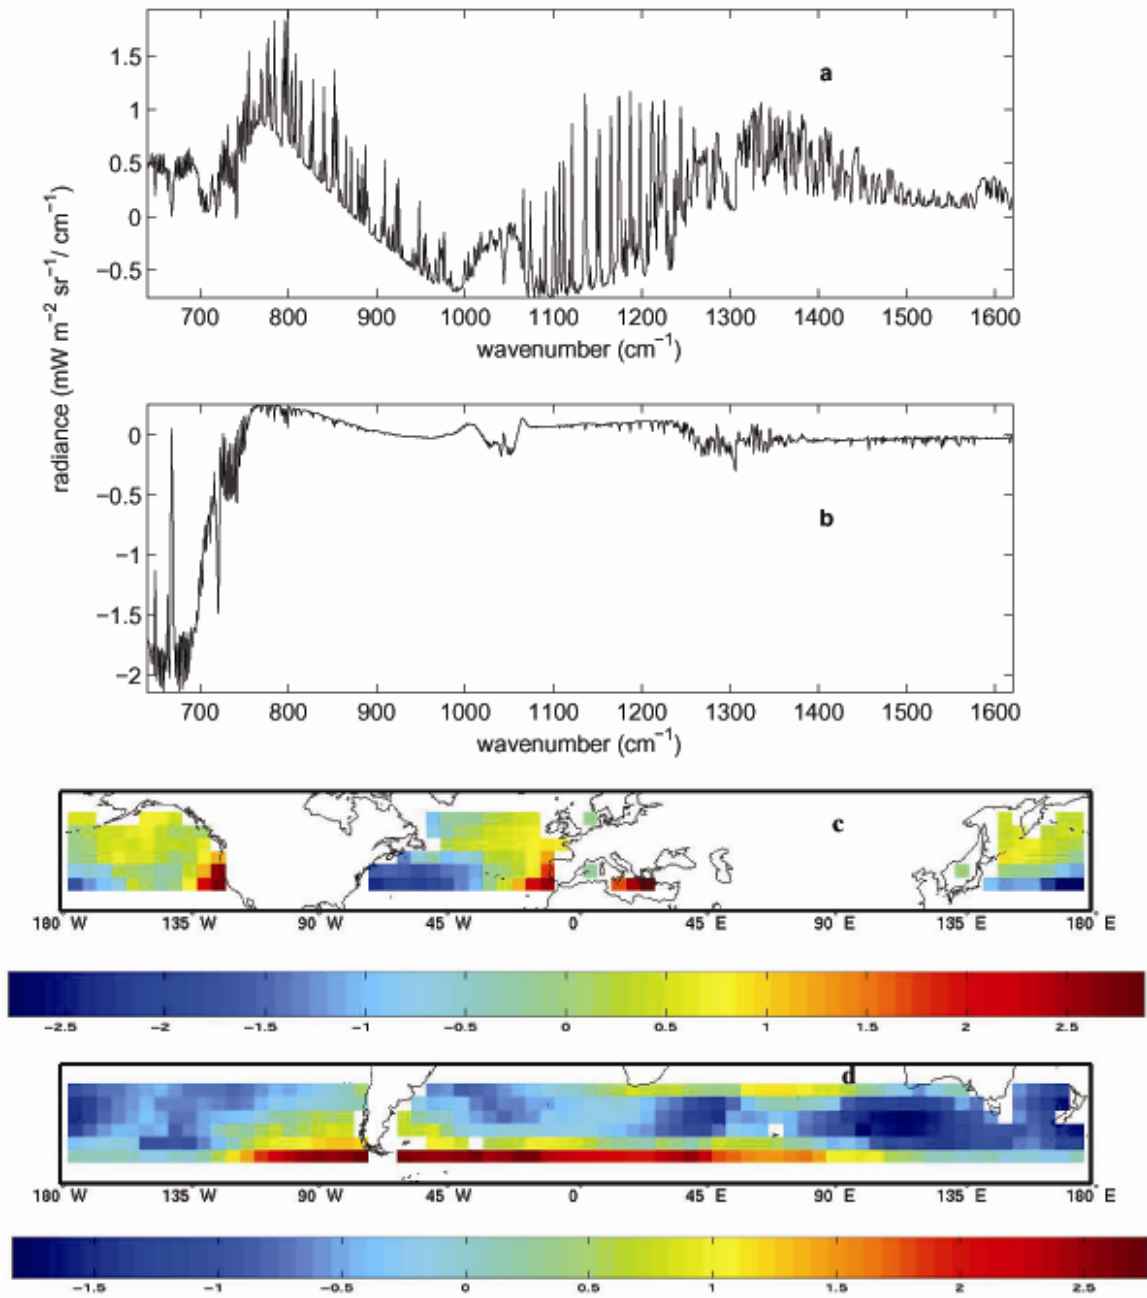 1.5
1
0.5
0
−0.5
a
700 800 900 1000 1100 1200 1300 1400 1500 1600
wavenumber (cm⁻¹)
radiance (mW m⁻² sr⁻¹/ cm⁻¹)
0
−0.5
−1
−1.5
−2
b
700 800 900 1000 1100 1200 1300 1400 1500 1600
wavenumber (cm⁻¹)
c
180° W 135° W 90° W 45° W 0° 45° E 90° E 135° E 180° E
−2.5 −2 −1.5 −1 −0.5 0 0.5 1 1.5 2 2.5
d
180° W 135° W 90° W 45° W 0° 45° E 90° E 135° E 180° E
−1.5 −1 −0.5 0 0.5 1 1.5 2 2.5